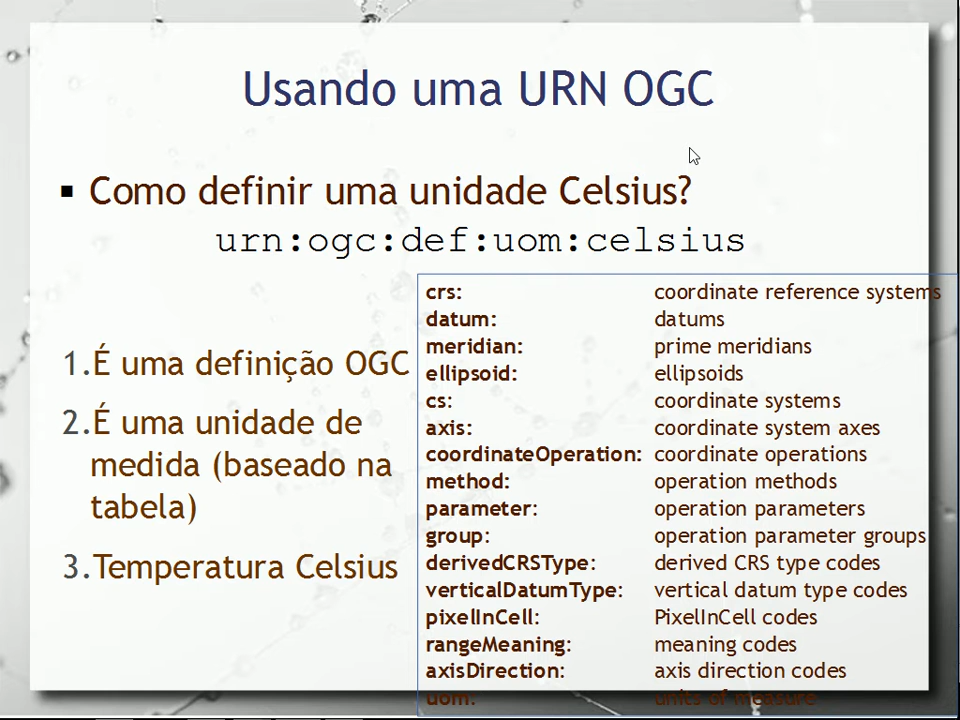 Usando uma URN OGC
▪ Como definir uma unidade Celsius?
urn:ogc:def:uom:celsius
1.É uma definição OGC
2.É uma unidade de
medida (baseado na
tabela)
3.Temperatura Celsius
crs: coordinate reference systems
datum: datums
meridian: prime meridians
ellipsoid: ellipsoids
cs: coordinate systems
axis: coordinate system axes
coordinateOperation: coordinate operations
method: operation methods
parameter: operation parameters
group: operation parameter groups
derivedCRSType: derived CRS type codes
verticalDatumType: vertical datum type codes
pixelInCell: PixelInCell codes
rangeMeaning: meaning codes
axisDirection: axis direction codes
uom: units of measure